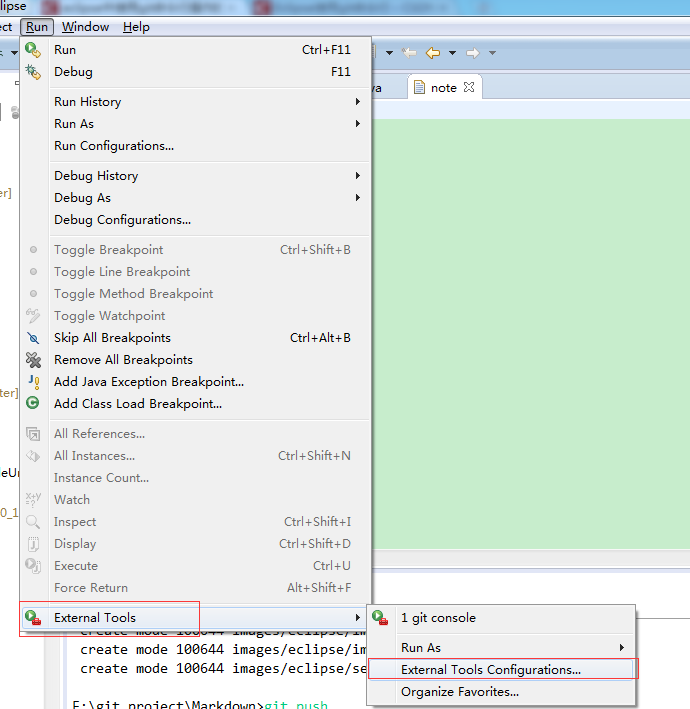 clipse
ect Run Window Help
Run Ctrl+F11
Debug F11
va
note
Run History
Run As
Run Configurations...
Debug History
Debug As
er]
Debug Configurations...
Toggle Breakpoint Ctrl+Shift+B
Toggle Line Breakpoint
Toggle Method Breakpoint
Toggle Watchpoint
Skip All Breakpoints Ctrl+Alt+B
Remove All Breakpoints
Add Java Exception Breakpoint...
ter]
Add Class Load Breakpoint...
All References...
All Instances... Ctrl+Shift+N
leUi
Instance Count...
Watch
0_1
Inspect Ctrl+Shift+I
Display Ctrl+Shift+D
Execute Ctrl+U
Force Return Alt+Shift+F
External Tools
1 git console
Run As
External Tools Configurations...
Organize Favorites...
create mode 100644 images/eclipse/im
create mode 100644 images/eclipse/im
create mode 100644 images/eclipse/se
E:\git project\Markdown>git push